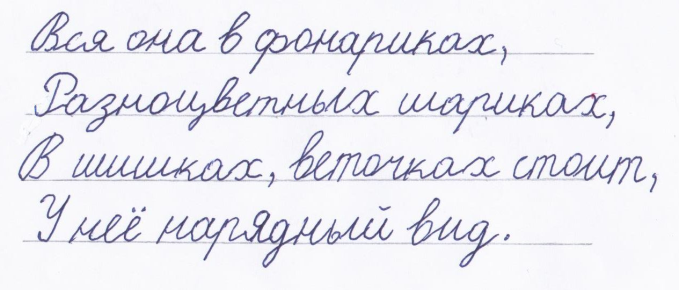 Вся она в фонариках,
Разноцветных шариках,
В шишках, веточках стоит,
У неё нарядный вид.